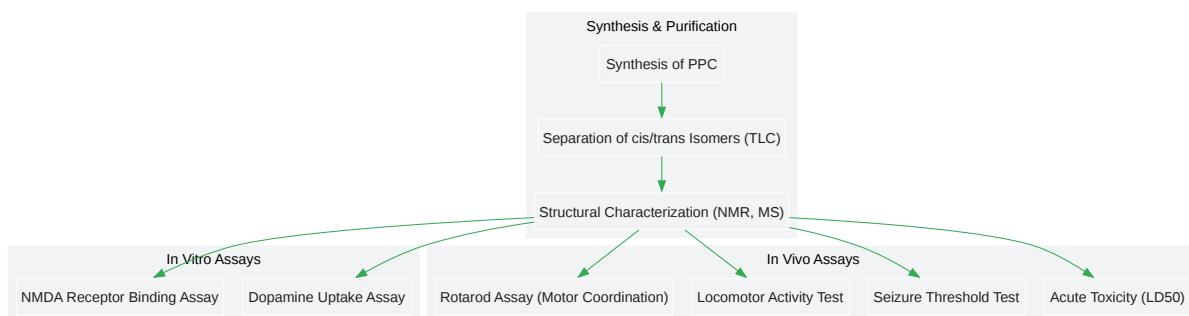 Synthesis & Purification
Synthesis of PPC
Separation of cis/trans Isomers (TLC)
Structural Characterization (NMR, MS)
In Vitro Assays
In Vivo Assays
NMDA Receptor Binding Assay
Dopamine Uptake Assay
Rotarod Assay (Motor Coordination)
Locomotor Activity Test
Seizure Threshold Test
Acute Toxicity (LD50)